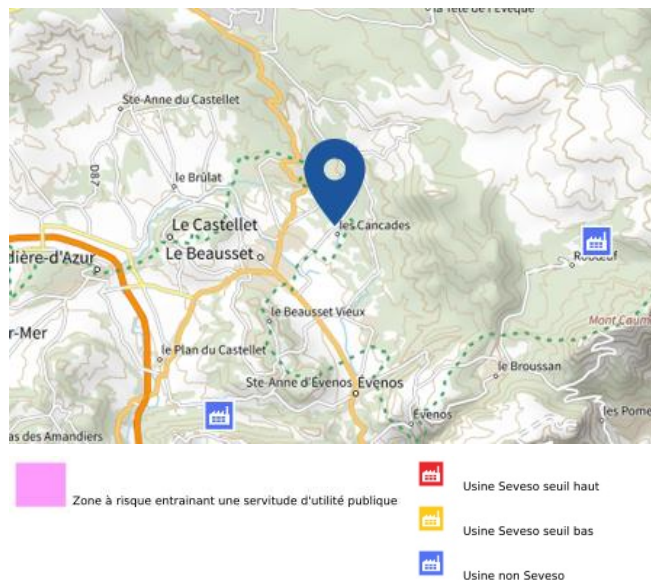 la Tête de l'Évêque
Ste-Anne du Castellet
D87
le Brûlat
Le Castellet
les Cancades
dière-d'Azur
Le Beausset
le Beausset Vieux
r-Mer
Mont Caum
le Plan du Castellet
le Broussan
Ste-Anne d'Évenos
Évenos
Évenos
les Pome
as des Amandiers
Zone à risque entrainant une servitude d'utilité publique
Usine Seveso seuil haut
Usine Seveso seuil bas
Usine non Seveso